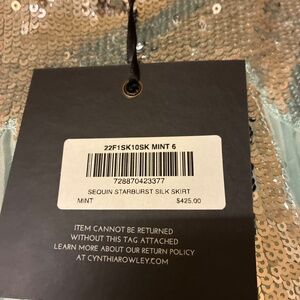 22F1SK10SK MINT 6
728870423377
SEQUIN STARBURST SILK SKIRT
MINT $425.00
ITEM CANNOT BE RETURNED
WITHOUT THIS TAG ATTACHED
LEARN MORE ABOUT OUR RETURN POLICY
AT CYNTHIAROWLEY.COM